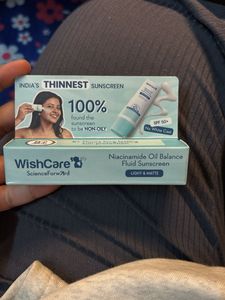 INDIA'S THINNEST SUNSCREEN
100%
found the
sunscreen
to be NON-OILY
SPF 50+
No White Cast
WishCare
ScienceForward
Niacinamide Oil Balance
Fluid Sunscreen
LIGHT & MATTE